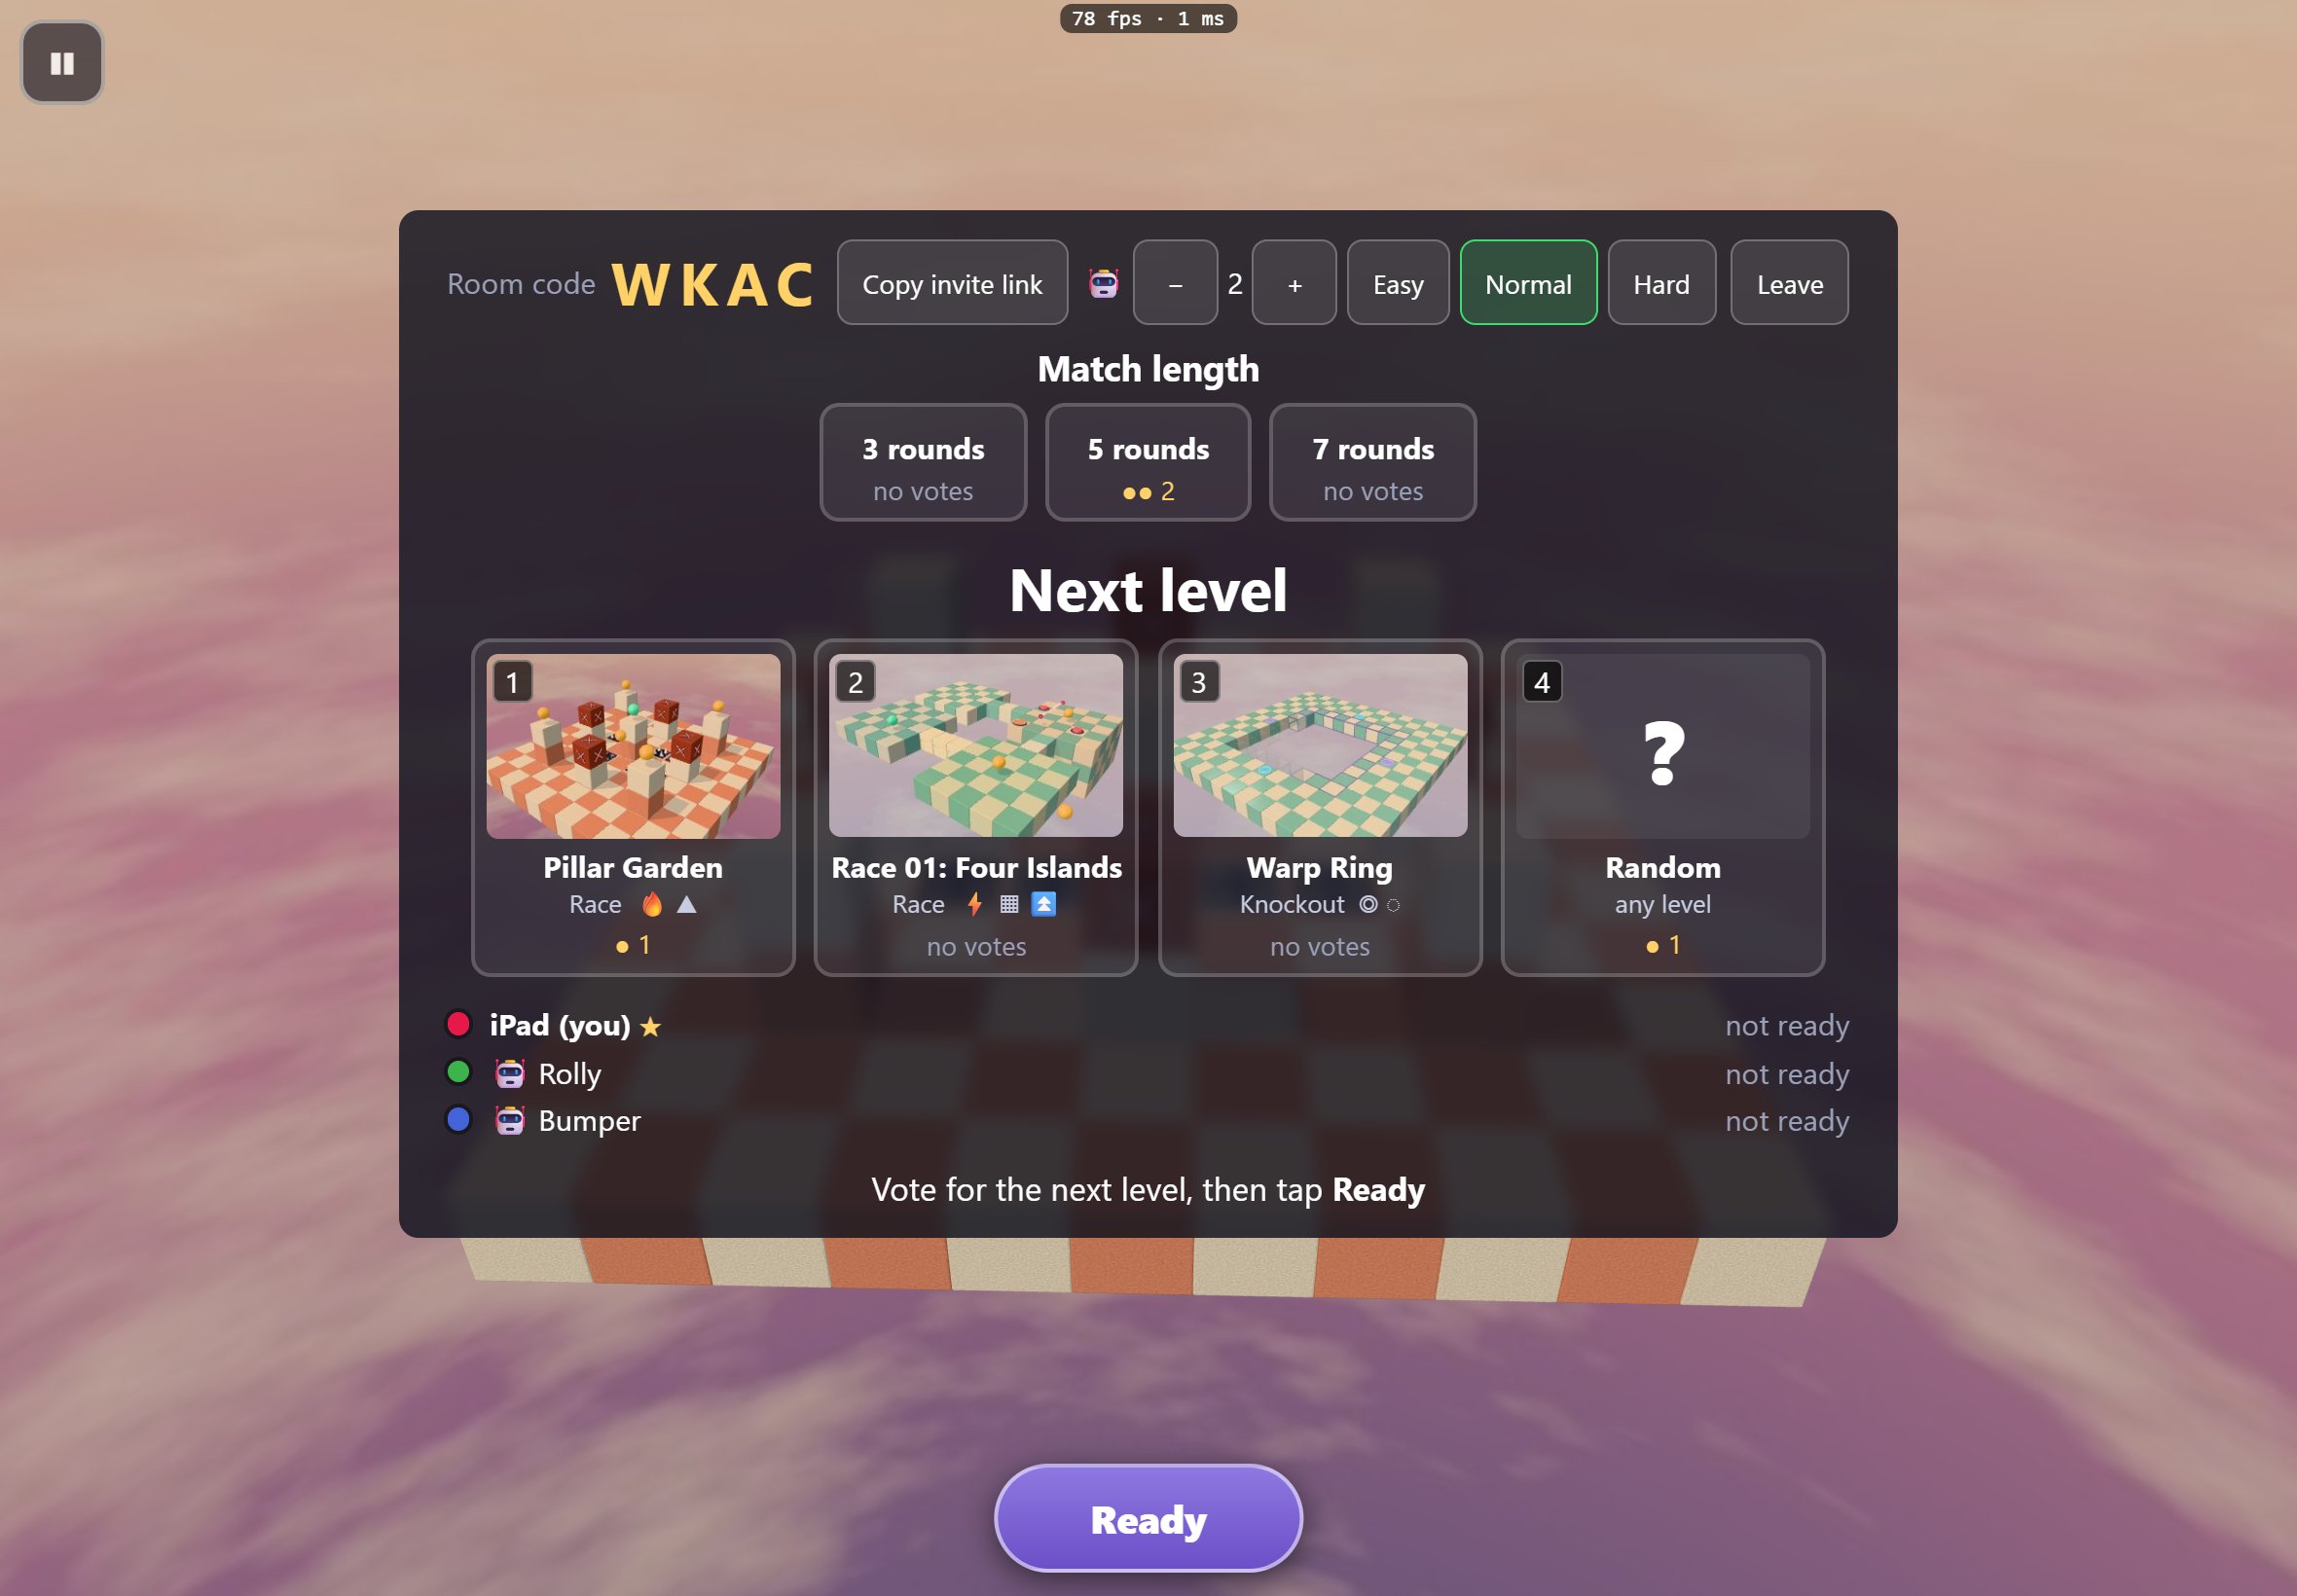 78 fps · 1 ms
Room code WKAC Copy invite link − 2 + Easy Normal Hard Leave
Match length
3 rounds 5 rounds 7 rounds
no votes ●● 2 no votes
Next level
1 2 3 4
?
Pillar Garden Race 01: Four Islands Warp Ring Random
Race Race Knockout any level
● 1 no votes no votes ● 1
iPad (you) ★ not ready
Rolly not ready
Bumper not ready
Vote for the next level, then tap Ready
Ready